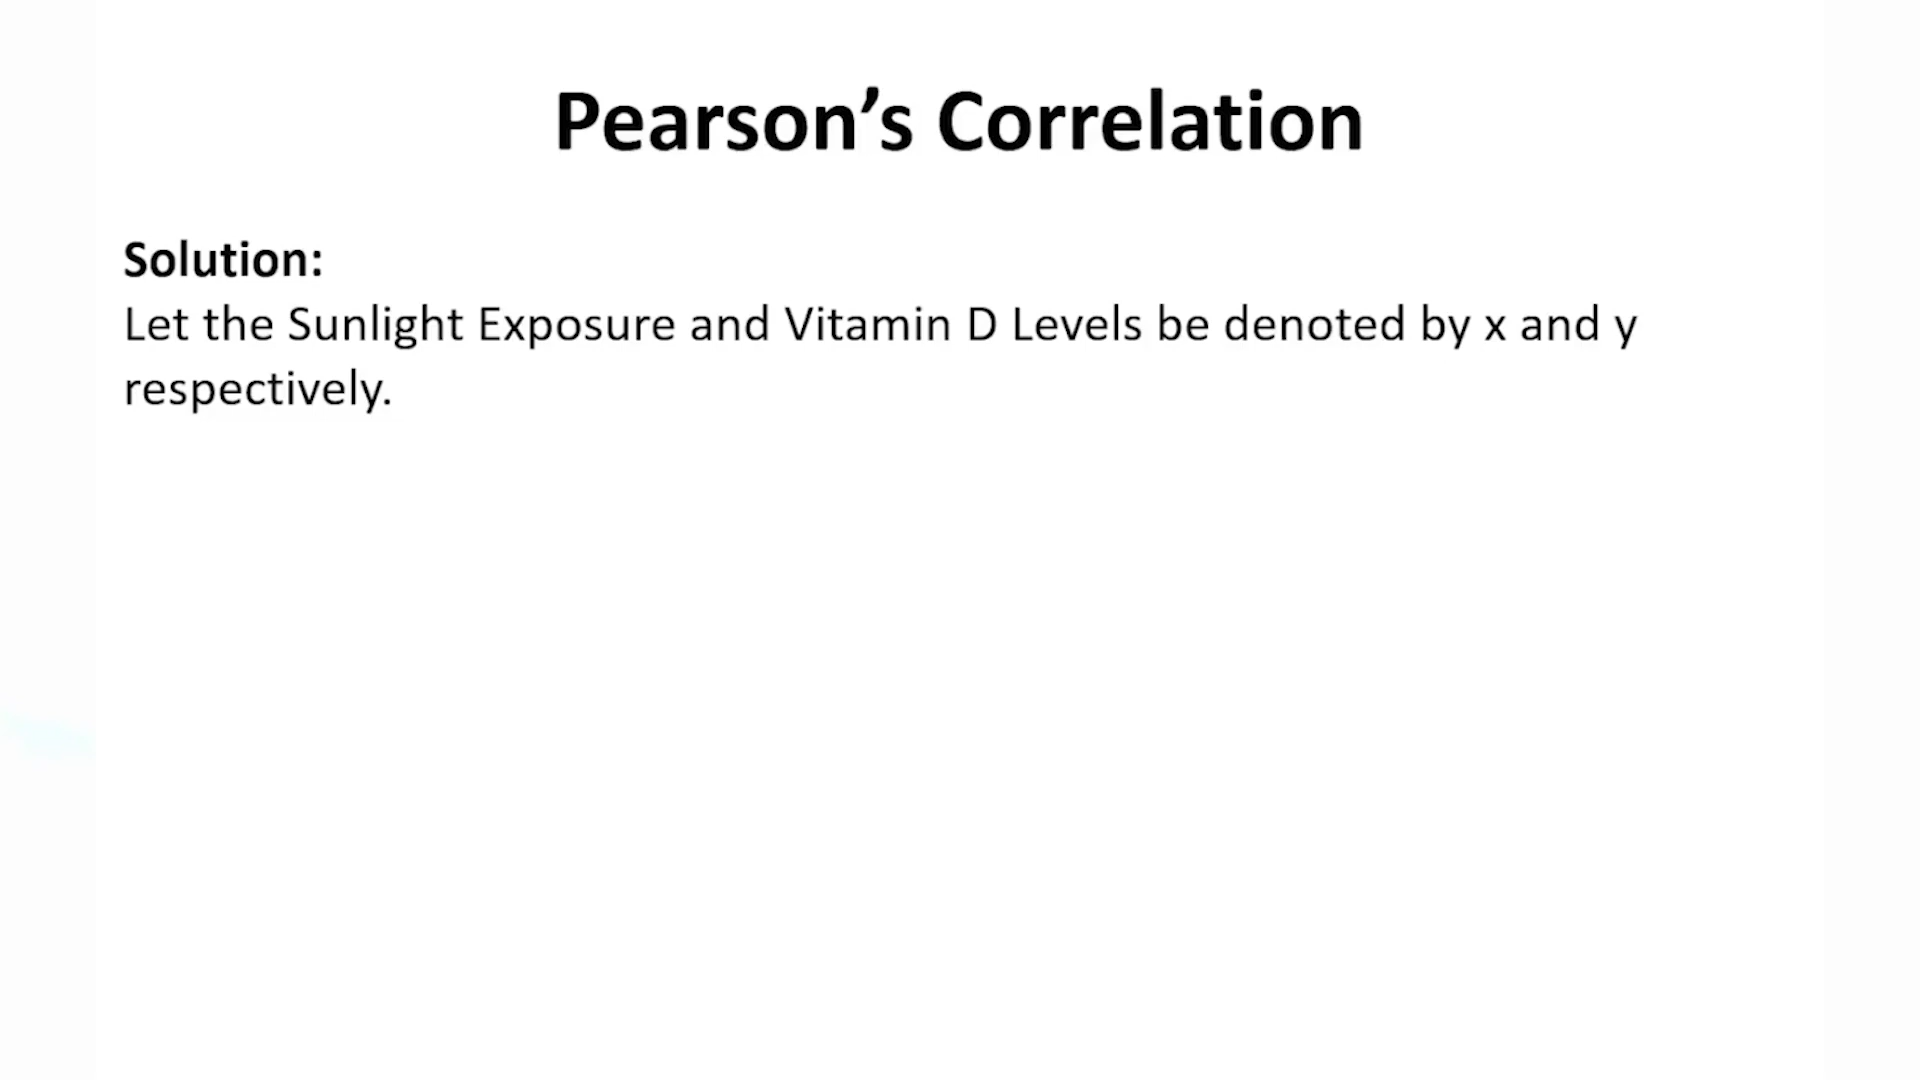 Pearson’s Correlation
Solution:
Let the Sunlight Exposure and Vitamin D Levels be denoted by x and y
respectively.